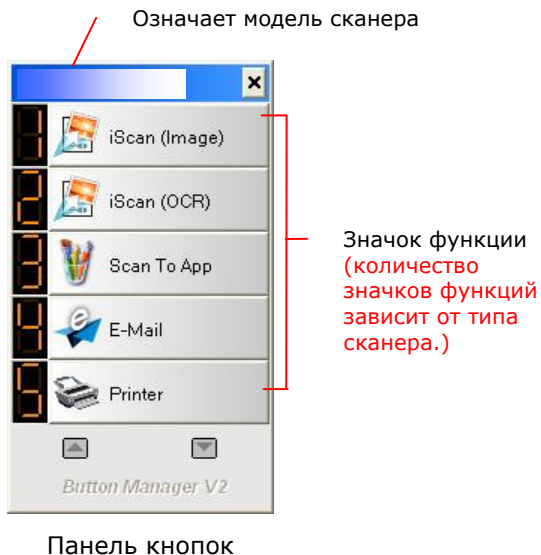 Означает модель сканера
1 iScan (Image)
2 iScan (OCR)
3 Scan To App
4 E-Mail
5 Printer
Button Manager V2
Значок функции
(количество
значков функций
зависит от типа
сканера.)
Панель кнопок